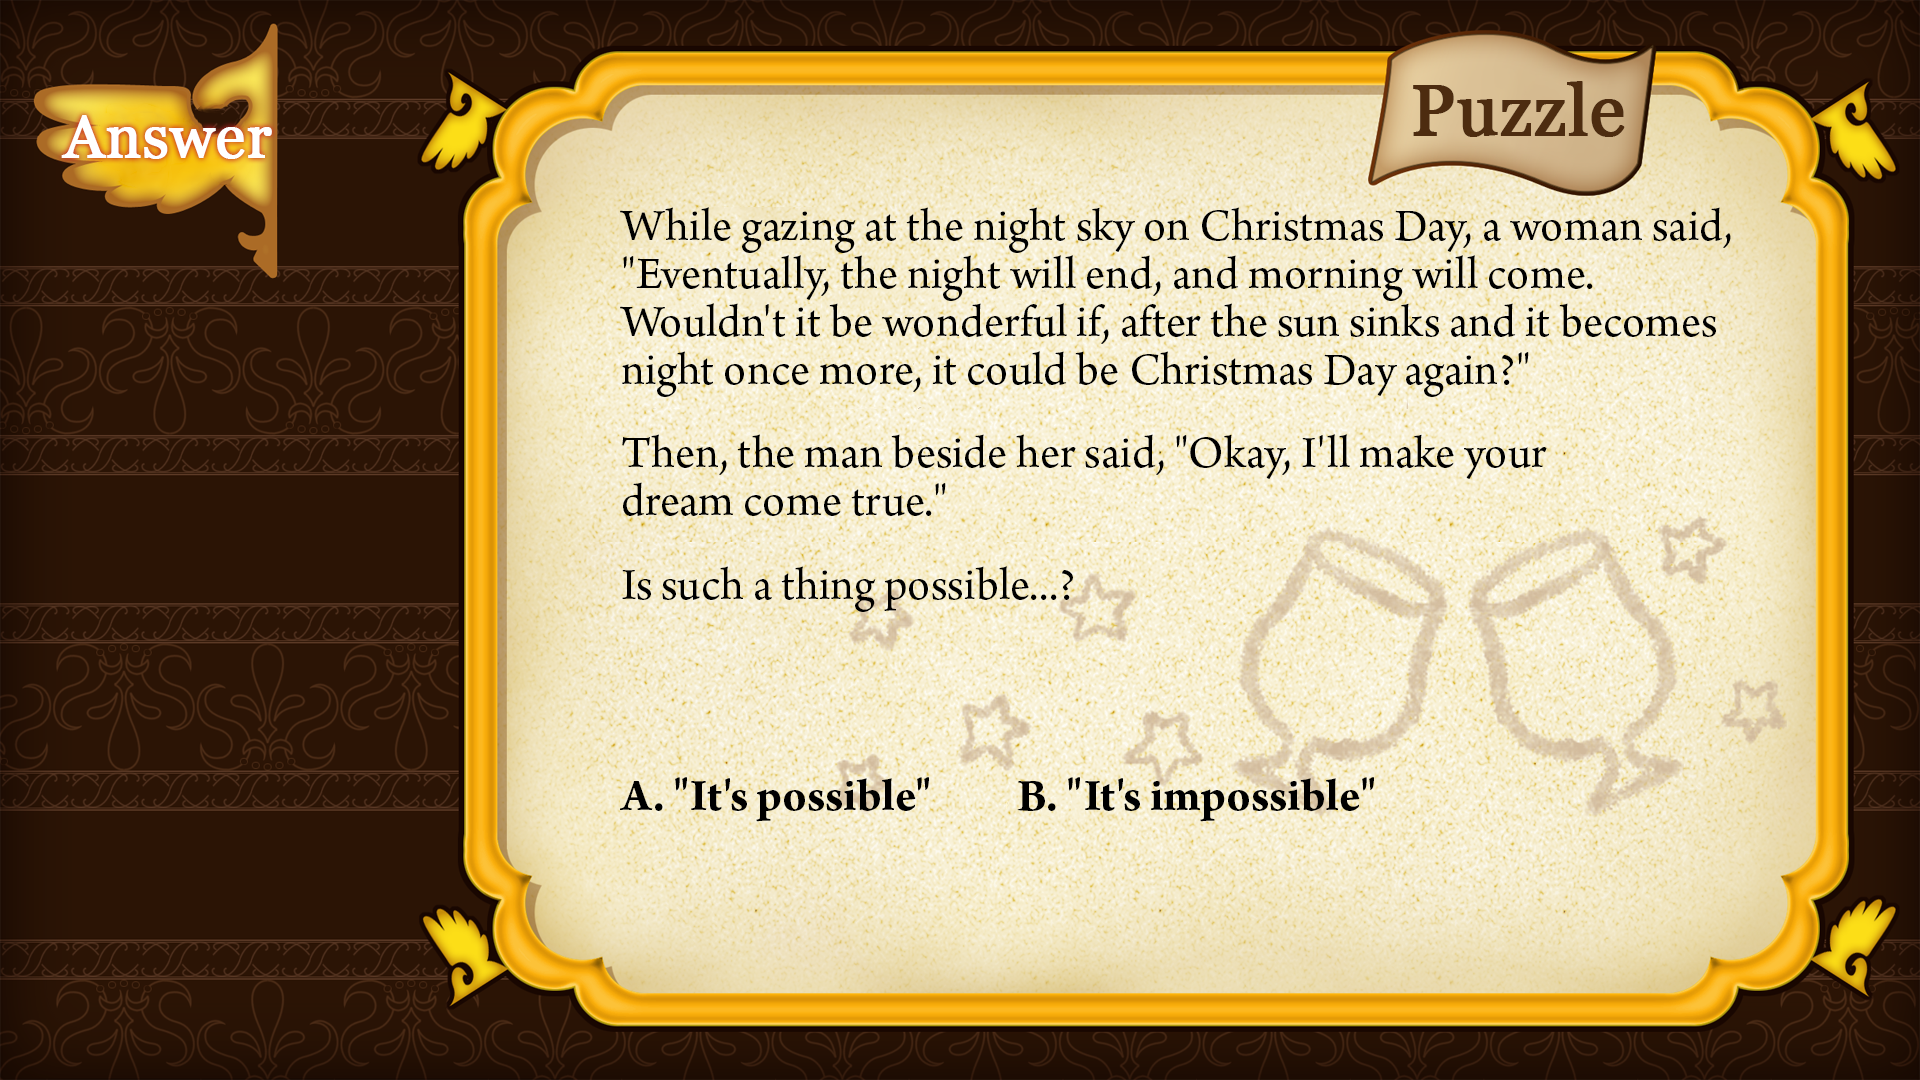 Answer
Puzzle
While gazing at the night sky on Christmas Day, a woman said,
"Eventually, the night will end, and morning will come.
Wouldn't it be wonderful if, after the sun sinks and it becomes
night once more, it could be Christmas Day again?"
Then, the man beside her said, "Okay, I'll make your
dream come true."
Is such a thing possible...?
A. "It's possible" B. "It's impossible"